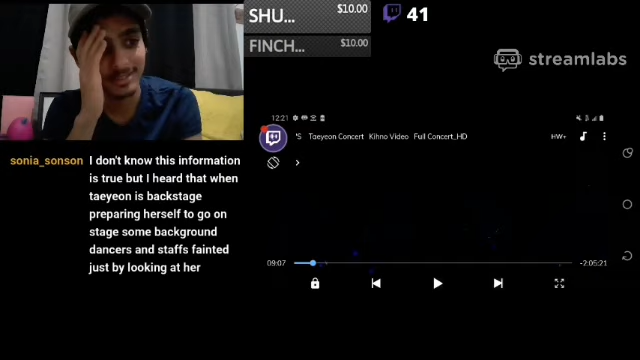 SHU... $10.00
FINCH... $10.00
41
streamlabs
12:21
'S Taeyeon Concert Kihno Video Full Concert_HD HW+
sonia_sonson I don't know this information
is true but I heard that when
taeyeon is backstage
preparing herself to go on
stage some background
dancers and staffs fainted
just by looking at her
09:07 -2:05:21